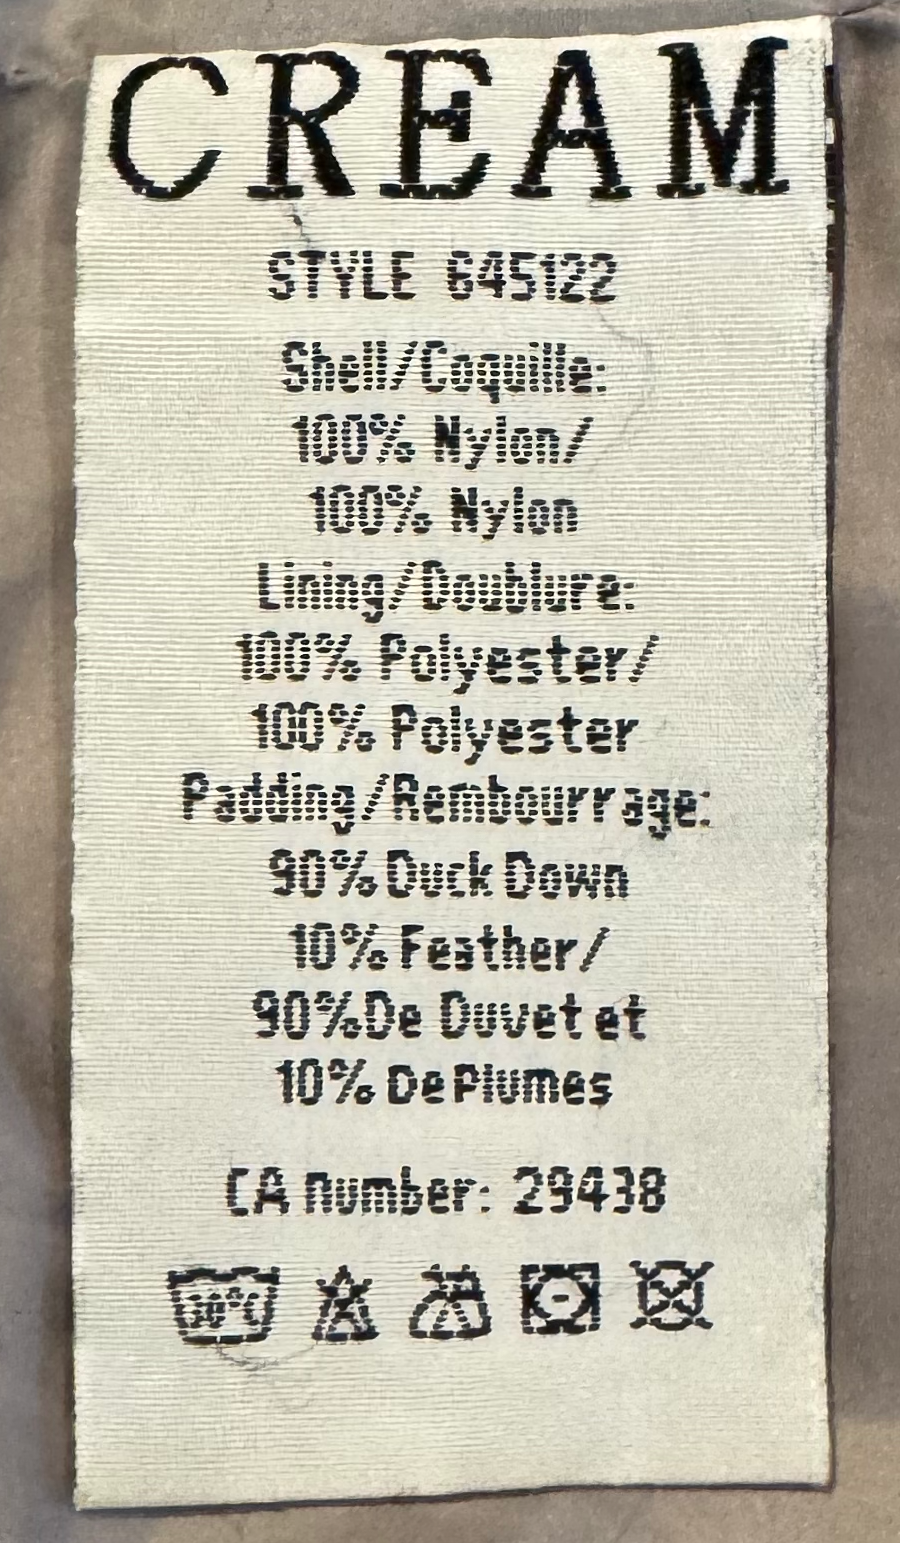 CREAM
STYLE 645122
Shell/Coquille:
100% Nylon/
100% Nylon
Lining/Doublure:
100% Polyester/
100% Polyester
Padding/Rembourrage:
90% Duck Down
10% Feather/
90%De Duvet et
10% De Plumes
CA number: 29438
30°C